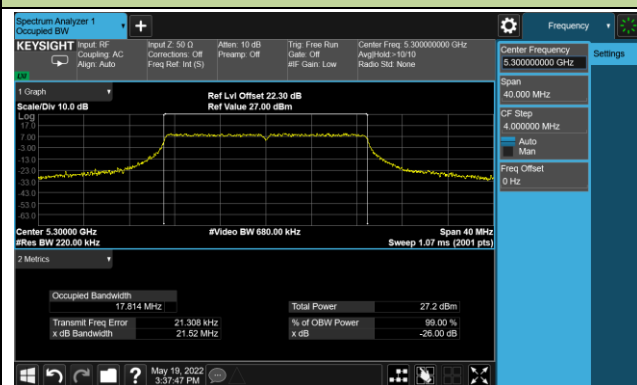 Spectrum Analyzer 1
Occupied BW
Frequency
KEYSIGHT
Input: RF
Coupling: AC
Align: Auto
Input Z: 50 Ω
Corrections: Off
Freq Ref: Int (S)
Atten: 10 dB
Preamp: Off
Trig: Free Run
Gate: Off
#IF Gain: Low
Center Freq: 5.300000000 GHz
Avg|Hold:>10/10
Radio Std: None
Center Frequency
5.300000000 GHz
Settings
Span
40.000 MHz
CF Step
4.000000 MHz
Auto
Man
Freq Offset
0 Hz
1 Graph
Scale/Div 10.0 dB
Ref Lvl Offset 22.30 dB
Ref Value 27.00 dBm
Log
17.0
7.00
-3.00
-13.0
-23.0
-33.0
-43.0
-53.0
-63.0
Center 5.30000 GHz
#Video BW 680.00 kHz
Span 40 MHz
#Res BW 220.00 kHz
Sweep 1.07 ms (2001 pts)
2 Metrics
Occupied Bandwidth
17.814 MHz
Total Power 27.2 dBm
Transmit Freq Error 21.308 kHz
% of OBW Power 99.00 %
x dB Bandwidth 21.52 MHz
x dB -26.00 dB
May 19, 2022
3:37:47 PM